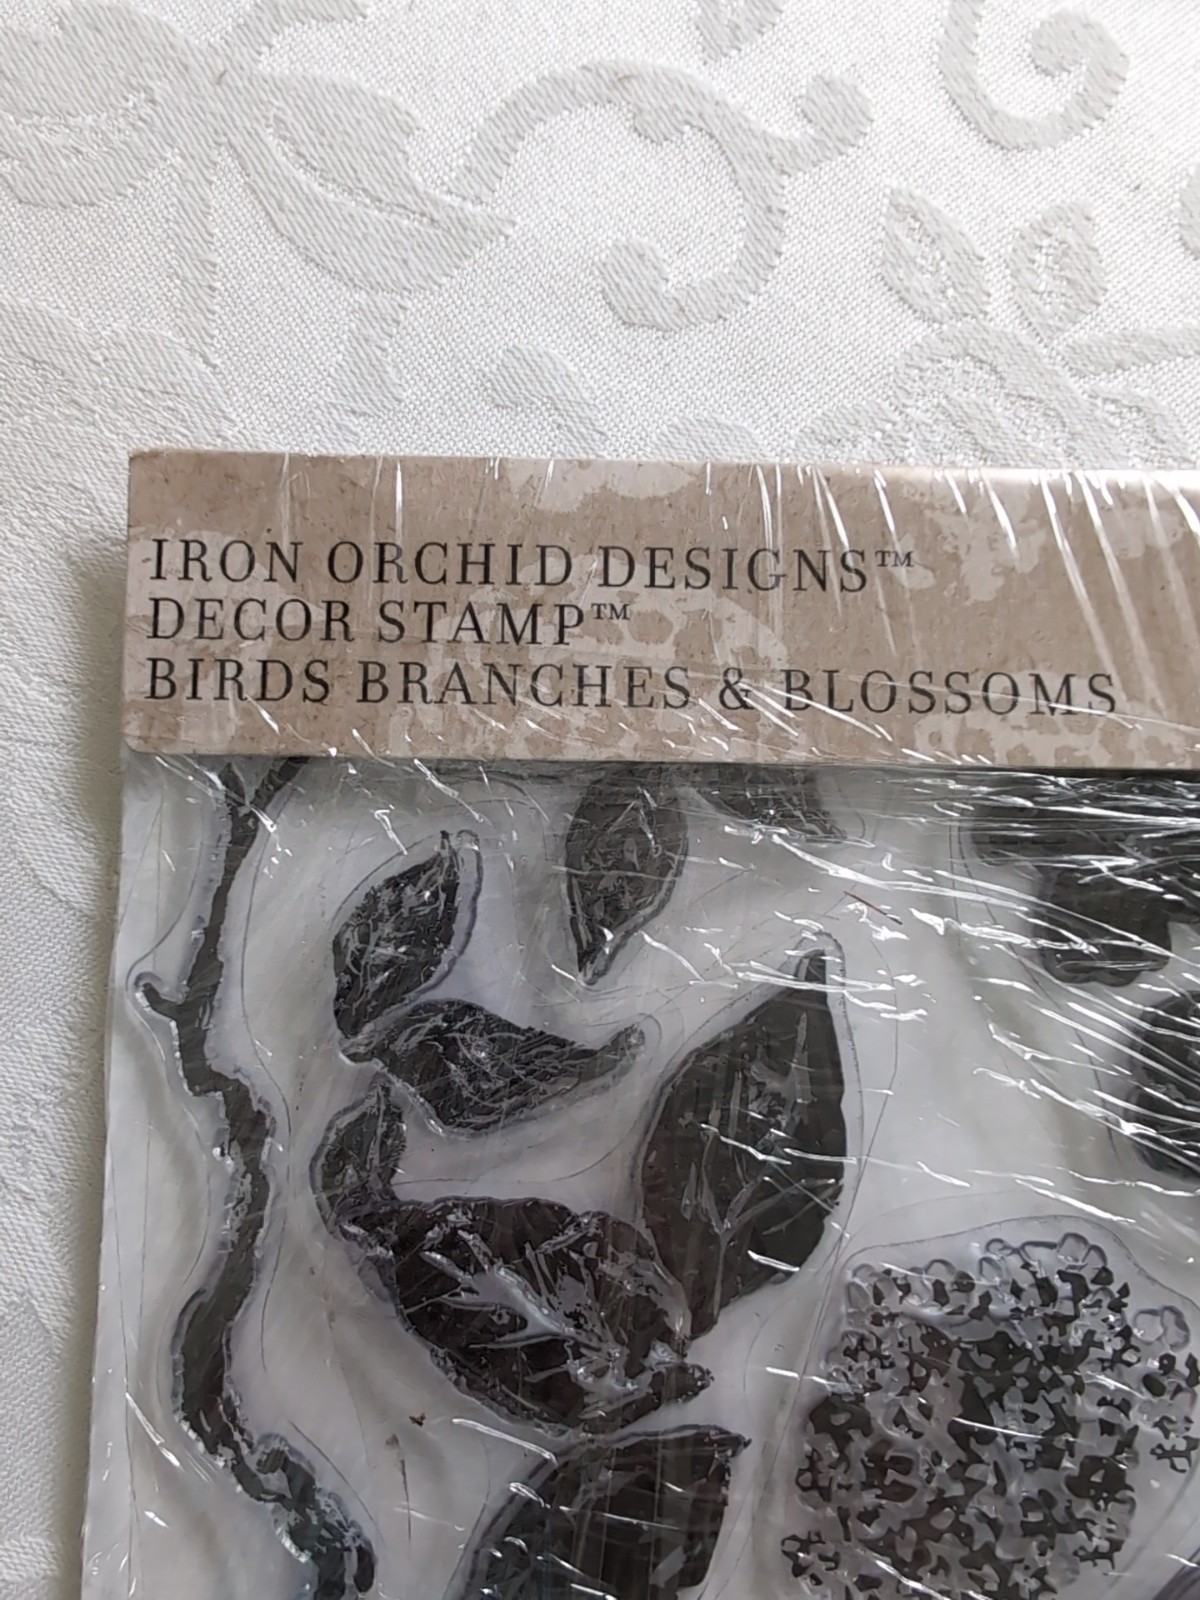 IRON ORCHID DESIGNS™
DECOR STAMP™
BIRDS BRANCHES & BLOSSOMS